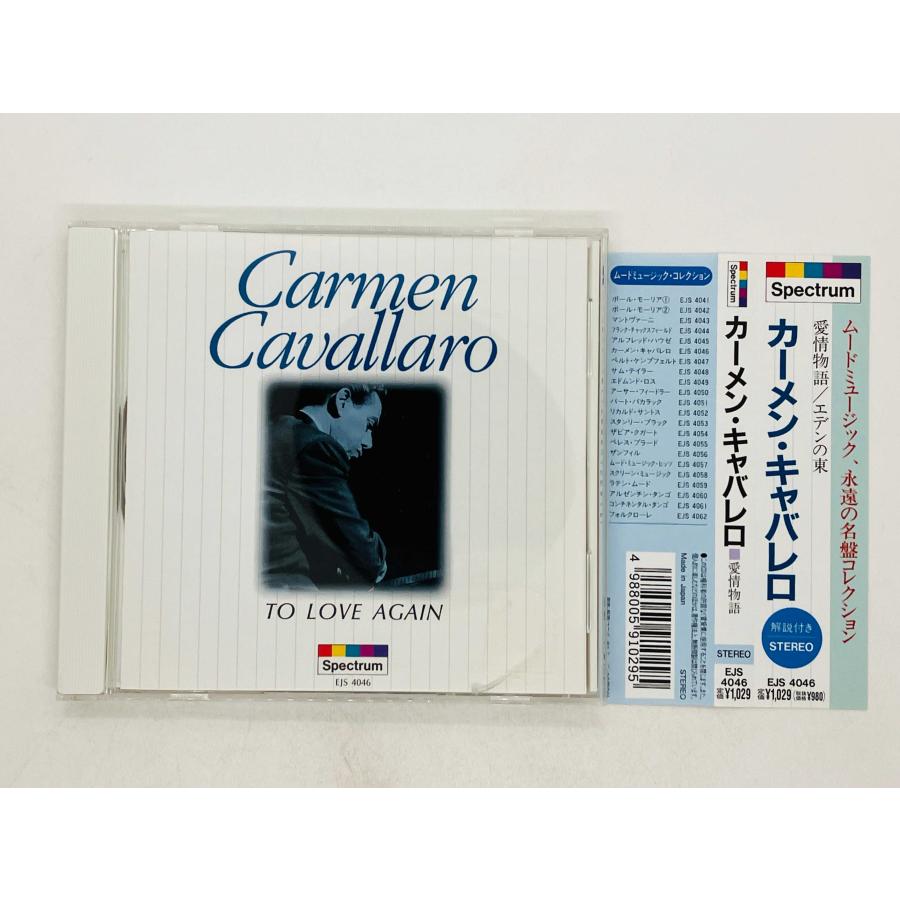 Carmen
Cavallaro
TO LOVE AGAIN
Spectrum
EJS 4046
ムードミュージック・コレクション
ポール・モーリア① EJS 4041
ポール・モーリア② EJS 4042
マントヴァーニ EJS 4043
フランク・チャックスフィールド EJS 4044
アルフレッド・ハウゼ EJS 4045
カーメン・キャバレロ EJS 4046
ベルト・ケンプフェルト EJS 4047
サム・テイラー EJS 4048
エドムンド・ロス EJS 4049
アーサー・フィードラー EJS 4050
バート・バカラック EJS 4051
リカルド・サントス EJS 4052
スタンリー・ブラック EJS 4053
ザビア・クガート EJS 4054
ペレス・プラード EJS 4055
ザンフィル EJS 4056
ムード・ミュージック・ヒッツ EJS 4057
スクリーン・ミュージック EJS 4058
ラテン・ムード EJS 4059
アルゼンチン・タンゴ EJS 4060
コンチネンタル・タンゴ EJS 4061
フォルクローレ EJS 4062
4988005910295
Made in Japan
STEREO
Spectrum
カーメン・キャバレロ■愛情物語
STEREO
EJS
4046
定価¥1,029
Spectrum
カーメン・キャバレロ
愛情物語／エデンの東
解説付き
STEREO
EJS 4046
定価¥1,029(税抜価格¥980)
ムードミュージック、永遠の名盤コレクション